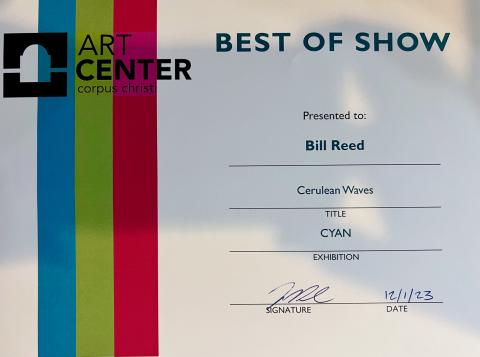 ART
CENTER
corpus christi
BEST OF SHOW
Presented to:
Bill Reed
Cerulean Waves
TITLE
CYAN
EXHIBITION
12/1/23
SIGNATURE
DATE